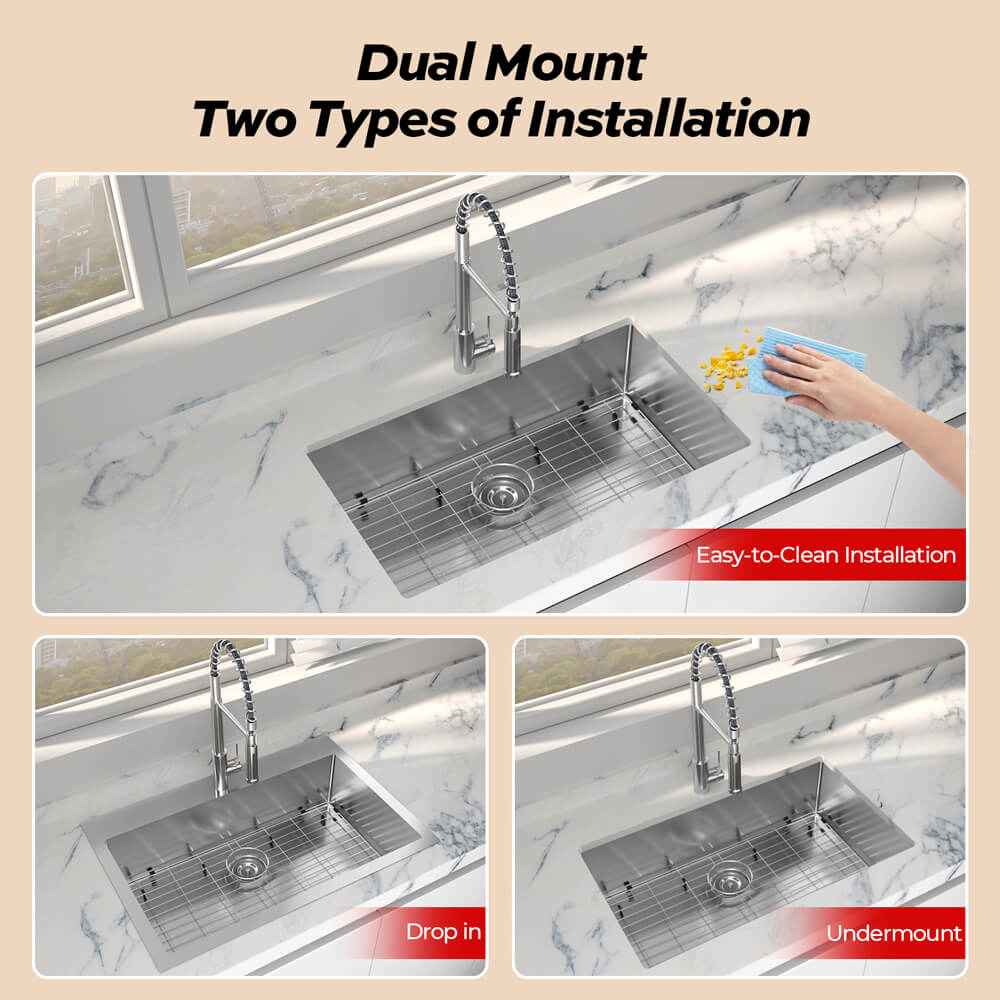 Dual Mount
Two Types of Installation
Easy-to-Clean Installation
Drop in
Undermount